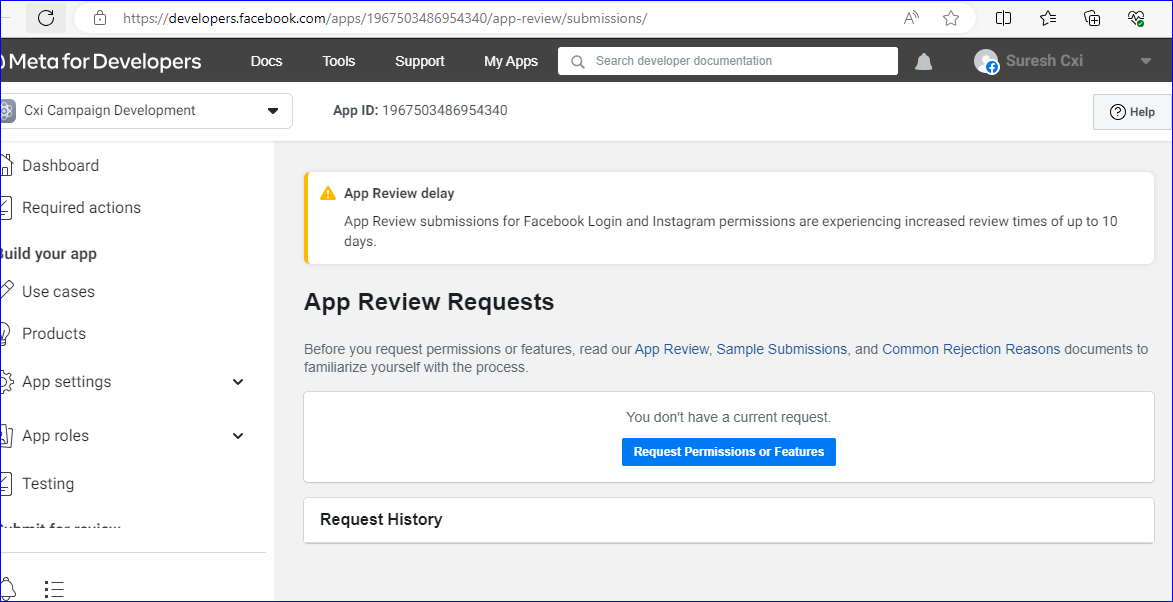 https://developers.facebook.com/apps/1967503486954340/app-review/submissions/
Meta for Developers Docs Tools Support My Apps Search developer documentation Suresh Cxi
Cxi Campaign Development App ID: 1967503486954340 Help
Dashboard
Required actions
uild your app
Use cases
Products
App settings
App roles
Testing
App Review delay
App Review submissions for Facebook Login and Instagram permissions are experiencing increased review times of up to 10
days.
App Review Requests
Before you request permissions or features, read our App Review, Sample Submissions, and Common Rejection Reasons documents to
familiarize yourself with the process.
You don't have a current request.
Request Permissions or Features
Request History